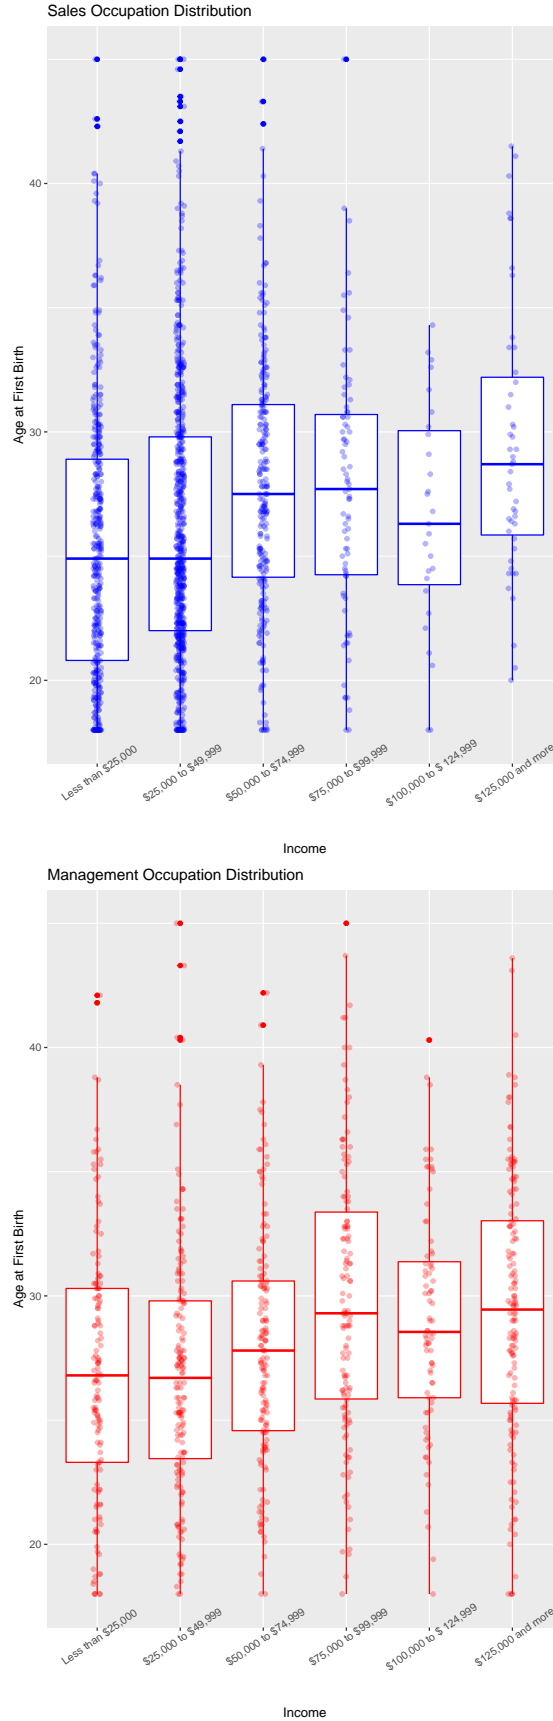 Sales Occupation Distribution
Age at First Birth
40
30
20
Less than $25,000
$25,000 to $49,999
$50,000 to $74,999
$75,000 to $99,999
$100,000 to $ 124,999
$125,000 and more
Income
Management Occupation Distribution
Age at First Birth
40
30
20
Less than $25,000
$25,000 to $49,999
$50,000 to $74,999
$75,000 to $99,999
$100,000 to $ 124,999
$125,000 and more
Income